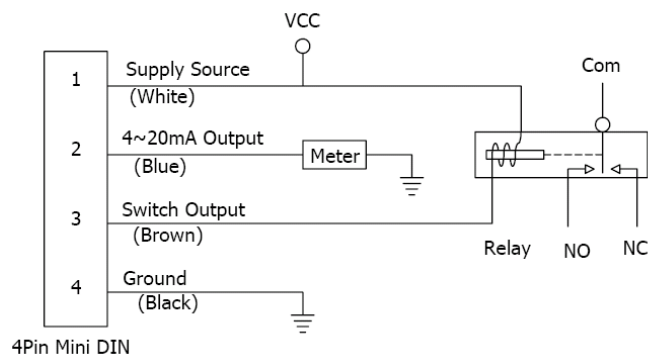 VCC
1
Supply Source
(White)
Com
2
4~20mA Output
(Blue)
Meter
3
Switch Output
(Brown)
Relay
NO
NC
4
Ground
(Black)
4Pin Mini DIN